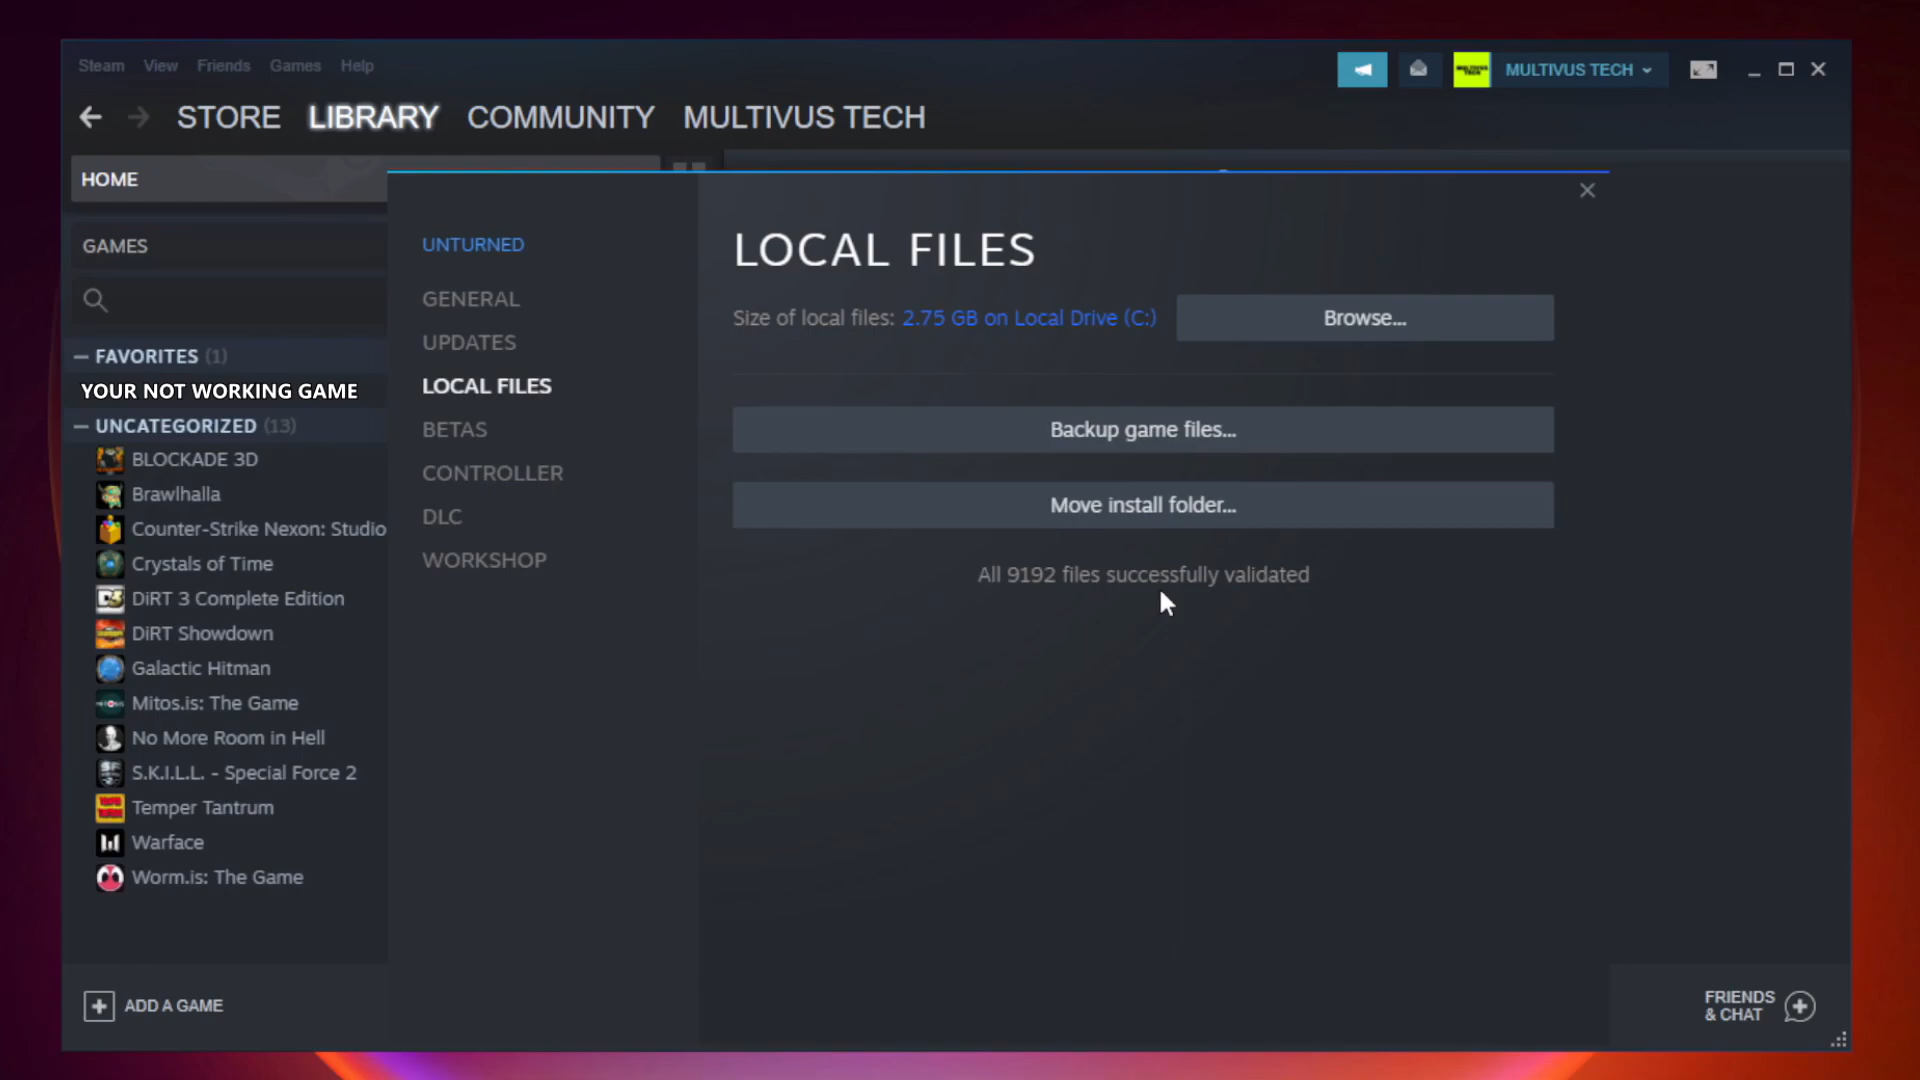 Steam View Friends Games Help
MULTIVUS TECH
STORE LIBRARY COMMUNITY MULTIVUS TECH
HOME
GAMES
— FAVORITES (1)
YOUR NOT WORKING GAME
— UNCATEGORIZED (13)
BLOCKADE 3D
Brawlhalla
Counter-Strike Nexon: Studio
Crystals of Time
DiRT 3 Complete Edition
DiRT Showdown
Galactic Hitman
Mitos.is: The Game
No More Room in Hell
S.K.I.L.L. - Special Force 2
Temper Tantrum
Warface
Worm.is: The Game
ADD A GAME
UNTURNED
GENERAL
UPDATES
LOCAL FILES
BETAS
CONTROLLER
DLC
WORKSHOP
LOCAL FILES
Size of local files: 2.75 GB on Local Drive (C:) Browse...
Backup game files...
Move install folder...
All 9192 files successfully validated
FRIENDS
& CHAT